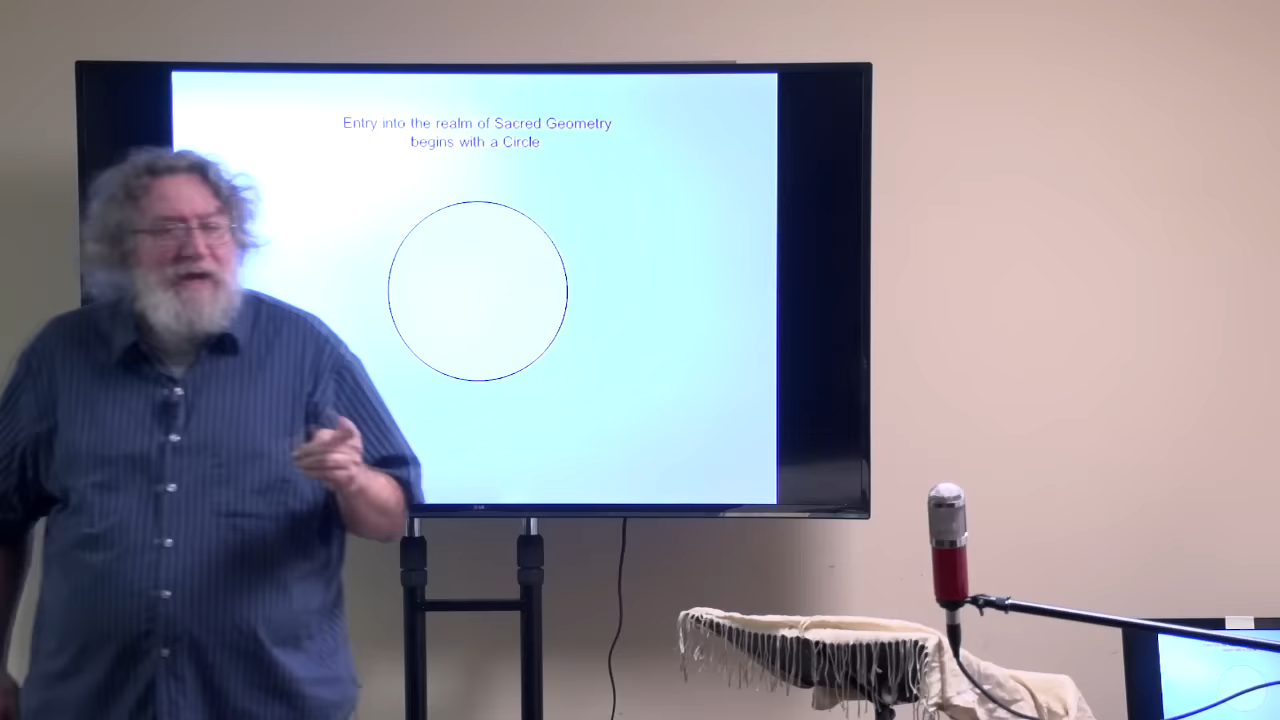 Entry into the realm of Sacred Geometry
begins with a Circle